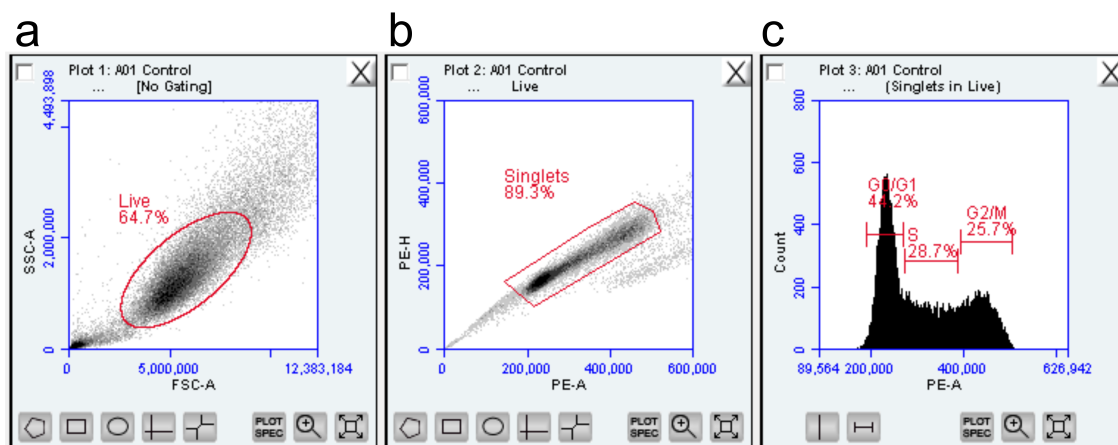 a
Plot 1: A01 Control
... [No Gating]
X
4,493,898
2,000,000
0
SSC-A
Live
64.7%
0 5,000,000 12,383,184
FSC-A
PLOT
SPEC
b
Plot 2: A01 Control
... Live
X
600,000
400,000
200,000
0
PE-H
Singlets
89.3%
0 200,000 400,000 600,000
PE-A
PLOT
SPEC
c
Plot 3: A01 Control
... (Singlets in Live)
X
800
600
400
200
0
Count
G0/G1
44.2%
S
28.7%
G2/M
25.7%
89,564 200,000 400,000 626,942
PE-A
PLOT
SPEC